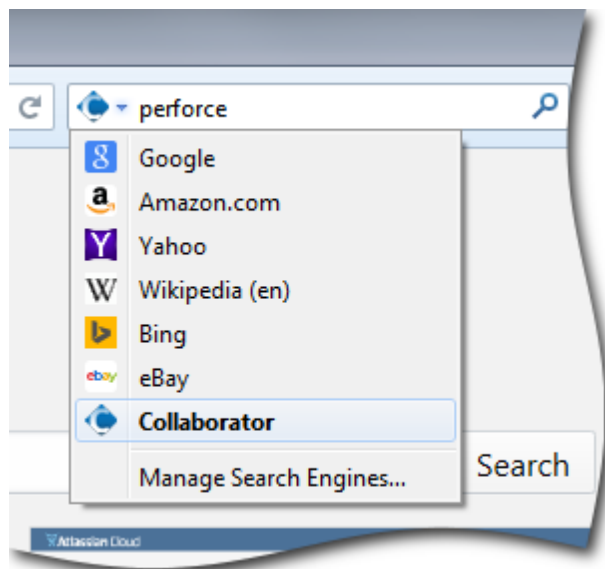 perforce
Google
Amazon.com
Yahoo
Wikipedia (en)
Bing
eBay
Collaborator
Manage Search Engines...
Search
Atlassian Cloud